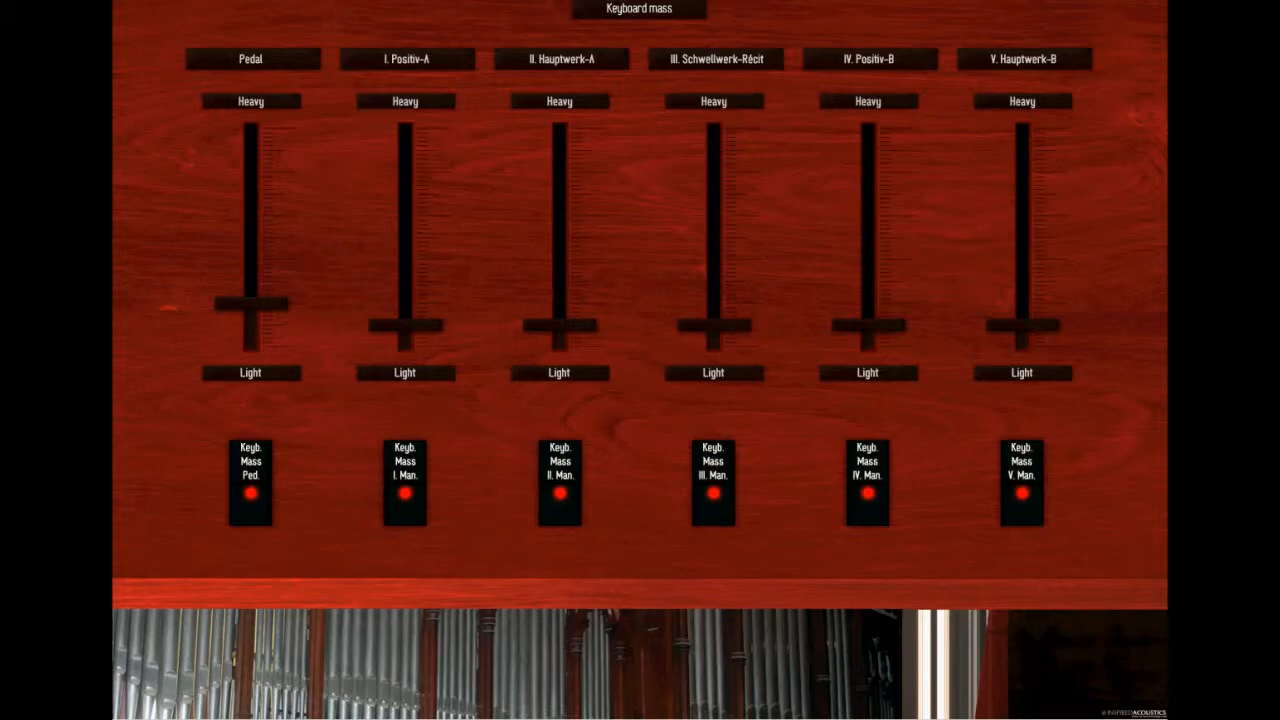 Keyboard mass
Pedal
I. Positiv-A
II. Hauptwerk-A
III. Schwellwerk-Récit
IV. Positiv-B
V. Hauptwerk-B
Heavy
Heavy
Heavy
Heavy
Heavy
Heavy
Light
Light
Light
Light
Light
Light
Keyb.
Mass
Ped.
Keyb.
Mass
I. Man.
Keyb.
Mass
II. Man.
Keyb.
Mass
III. Man.
Keyb.
Mass
IV. Man.
Keyb.
Mass
V. Man.
© INSPIREDACOUSTICS